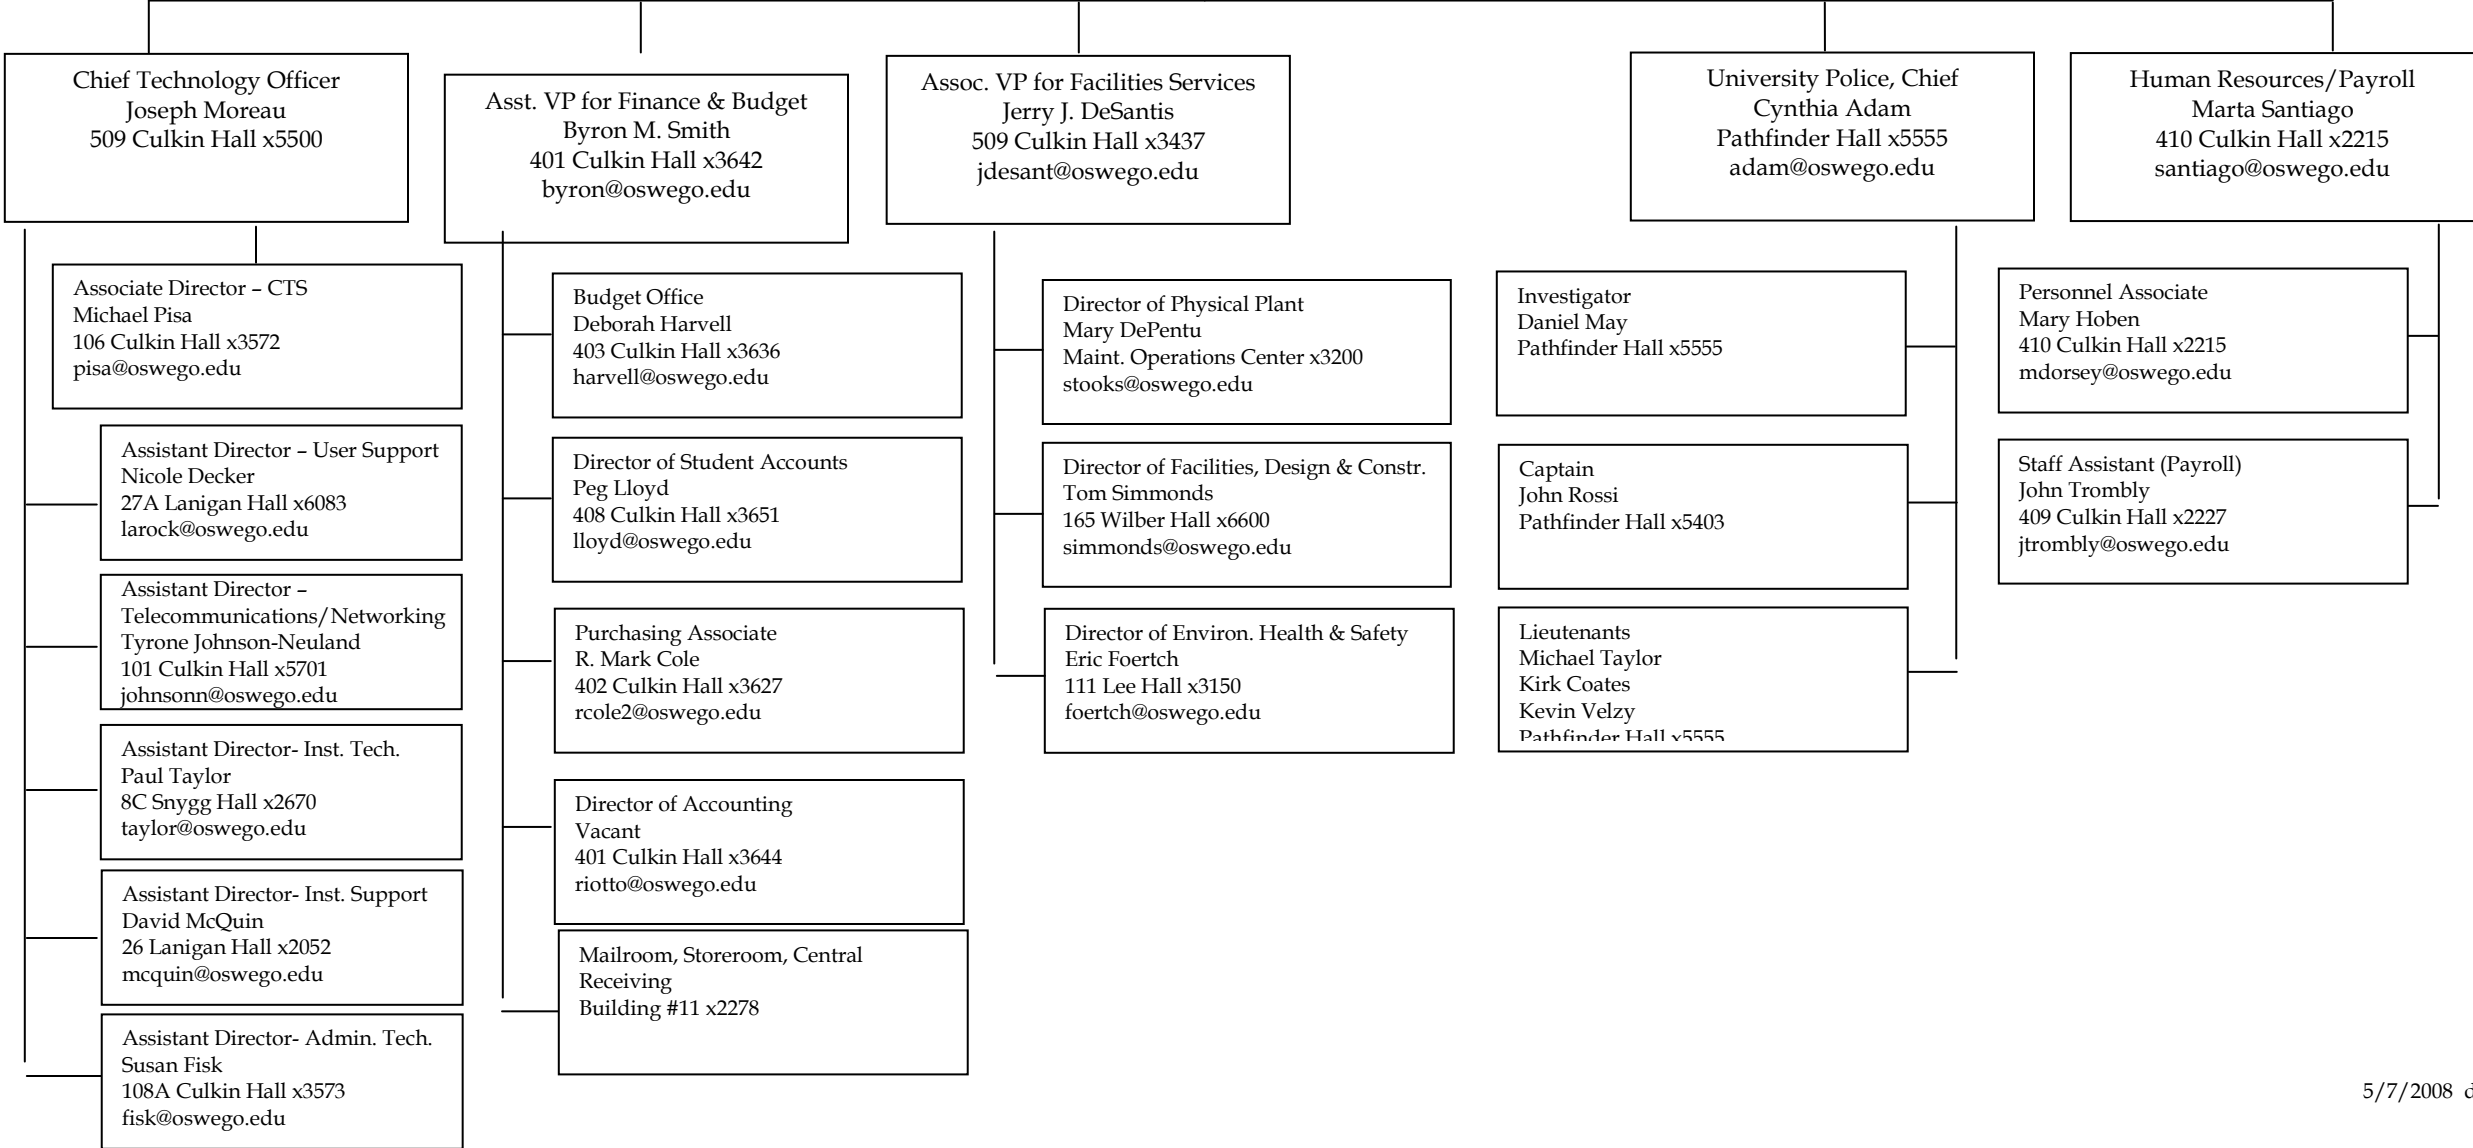 Chief Technology Officer
Joseph Moreau
509 Culkin Hall x5500
Asst. VP for Finance & Budget
Byron M. Smith
401 Culkin Hall x3642
byron@oswego.edu
Assoc. VP for Facilities Services
Jerry J. DeSantis
509 Culkin Hall x3437
jdesant@oswego.edu
University Police, Chief
Cynthia Adam
Pathfinder Hall x5555
adam@oswego.edu
Human Resources/Payroll
Marta Santiago
410 Culkin Hall x2215
santiago@oswego.edu
Associate Director – CTS
Michael Pisa
106 Culkin Hall x3572
pisa@oswego.edu
Assistant Director – User Support
Nicole Decker
27A Lanigan Hall x6083
larock@oswego.edu
Assistant Director –
Telecommunications/Networking
Tyrone Johnson-Neuland
101 Culkin Hall x5701
johnsonn@oswego.edu
Assistant Director- Inst. Tech.
Paul Taylor
8C Snygg Hall x2670
taylor@oswego.edu
Assistant Director- Inst. Support
David McQuin
26 Lanigan Hall x2052
mcquin@oswego.edu
Assistant Director- Admin. Tech.
Susan Fisk
108A Culkin Hall x3573
fisk@oswego.edu
Budget Office
Deborah Harvell
403 Culkin Hall x3636
harvell@oswego.edu
Director of Student Accounts
Peg Lloyd
408 Culkin Hall x3651
lloyd@oswego.edu
Purchasing Associate
R. Mark Cole
402 Culkin Hall x3627
rcole2@oswego.edu
Director of Accounting
Vacant
401 Culkin Hall x3644
riotto@oswego.edu
Mailroom, Storeroom, Central
Receiving
Building #11 x2278
Director of Physical Plant
Mary DePentu
Maint. Operations Center x3200
stooks@oswego.edu
Director of Facilities, Design & Constr.
Tom Simmonds
165 Wilber Hall x6600
simmonds@oswego.edu
Director of Environ. Health & Safety
Eric Foertch
111 Lee Hall x3150
foertch@oswego.edu
Investigator
Daniel May
Pathfinder Hall x5555
Captain
John Rossi
Pathfinder Hall x5403
Lieutenants
Michael Taylor
Kirk Coates
Kevin Velzy
Pathfinder Hall x5555
Personnel Associate
Mary Hoben
410 Culkin Hall x2215
mdorsey@oswego.edu
Staff Assistant (Payroll)
John Trombly
409 Culkin Hall x2227
jtrombly@oswego.edu
5/7/2008